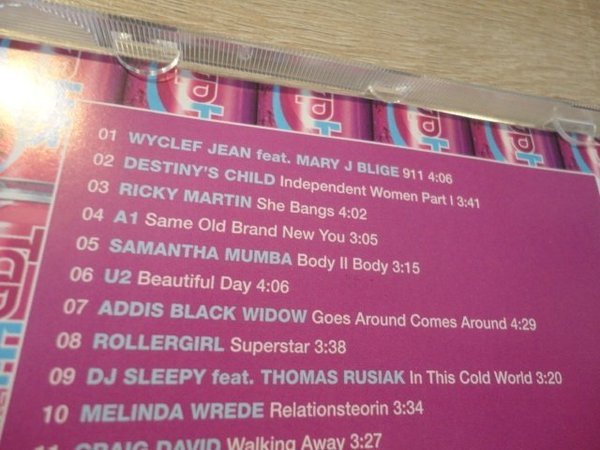 01 WYCLEF JEAN feat. MARY J BLIGE 911 4:06
02 DESTINY'S CHILD Independent Women Part I 3:41
03 RICKY MARTIN She Bangs 4:02
04 A1 Same Old Brand New You 3:05
05 SAMANTHA MUMBA Body II Body 3:15
06 U2 Beautiful Day 4:06
07 ADDIS BLACK WIDOW Goes Around Comes Around 4:29
08 ROLLERGIRL Superstar 3:38
09 DJ SLEEPY feat. THOMAS RUSIAK In This Cold World 3:20
10 MELINDA WREDE Relationsteorin 3:34
11 CRAIG DAVID Walking Away 3:27